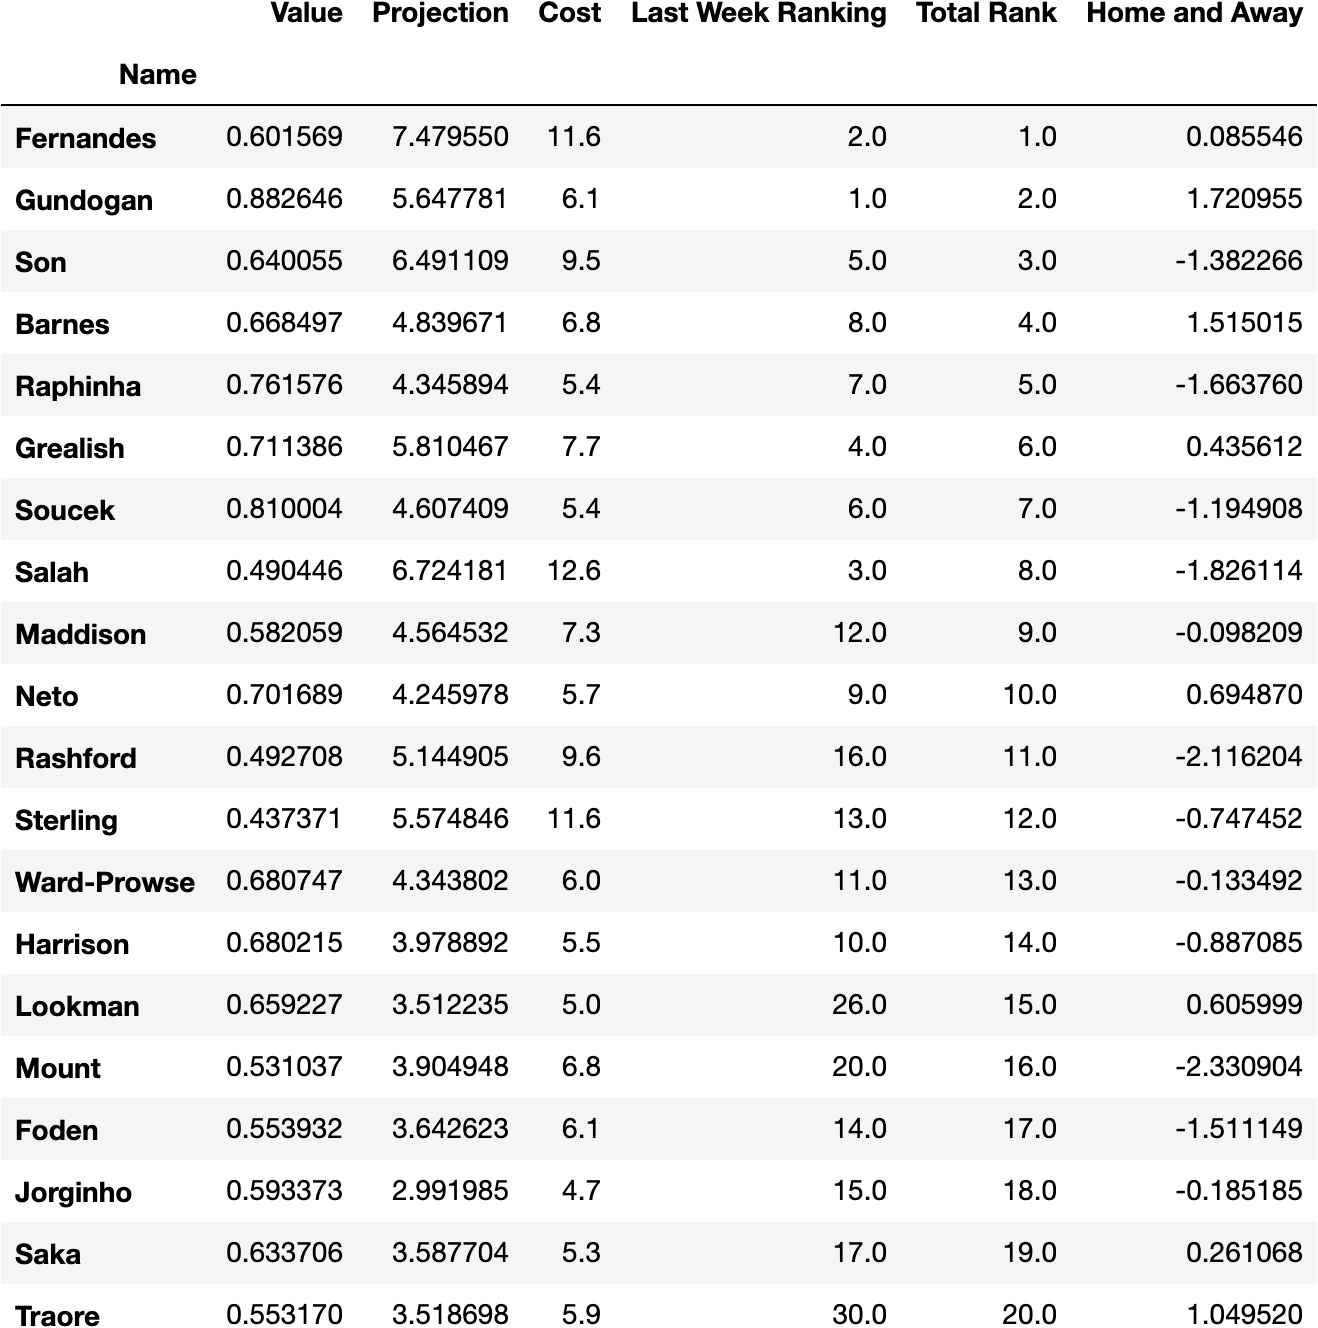 Value Projection Cost Last Week Ranking Total Rank Home and Away
Name
Fernandes 0.601569 7.479550 11.6 2.0 1.0 0.085546
Gundogan 0.882646 5.647781 6.1 1.0 2.0 1.720955
Son 0.640055 6.491109 9.5 5.0 3.0 -1.382266
Barnes 0.668497 4.839671 6.8 8.0 4.0 1.515015
Raphinha 0.761576 4.345894 5.4 7.0 5.0 -1.663760
Grealish 0.711386 5.810467 7.7 4.0 6.0 0.435612
Soucek 0.810004 4.607409 5.4 6.0 7.0 -1.194908
Salah 0.490446 6.724181 12.6 3.0 8.0 -1.826114
Maddison 0.582059 4.564532 7.3 12.0 9.0 -0.098209
Neto 0.701689 4.245978 5.7 9.0 10.0 0.694870
Rashford 0.492708 5.144905 9.6 16.0 11.0 -2.116204
Sterling 0.437371 5.574846 11.6 13.0 12.0 -0.747452
Ward-Prowse 0.680747 4.343802 6.0 11.0 13.0 -0.133492
Harrison 0.680215 3.978892 5.5 10.0 14.0 -0.887085
Lookman 0.659227 3.512235 5.0 26.0 15.0 0.605999
Mount 0.531037 3.904948 6.8 20.0 16.0 -2.330904
Foden 0.553932 3.642623 6.1 14.0 17.0 -1.511149
Jorginho 0.593373 2.991985 4.7 15.0 18.0 -0.185185
Saka 0.633706 3.587704 5.3 17.0 19.0 0.261068
Traore 0.553170 3.518698 5.9 30.0 20.0 1.049520